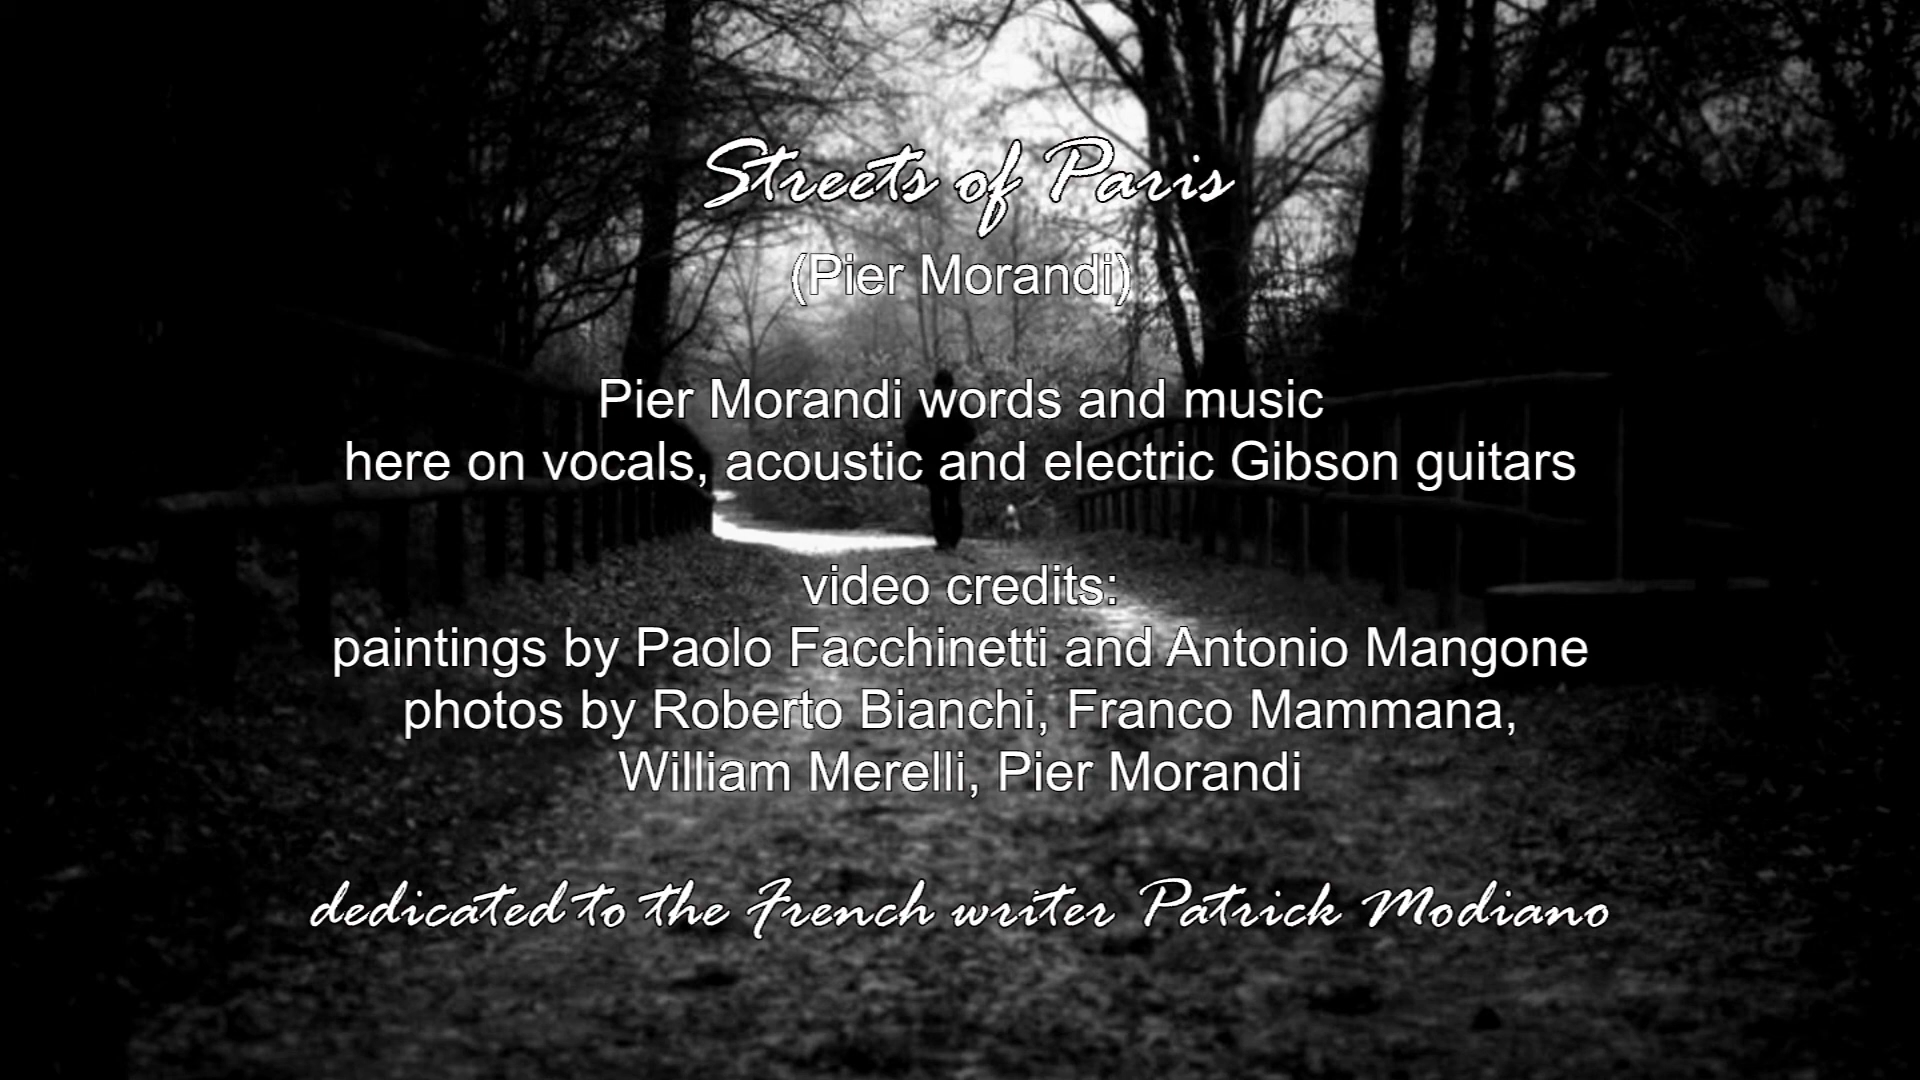 Streets of Paris
(Pier Morandi)
Pier Morandi words and music
here on vocals, acoustic and electric Gibson guitars
video credits:
paintings by Paolo Facchinetti and Antonio Mangone
photos by Roberto Bianchi, Franco Mammana,
William Merelli, Pier Morandi
dedicated to the French writer Patrick Modiano